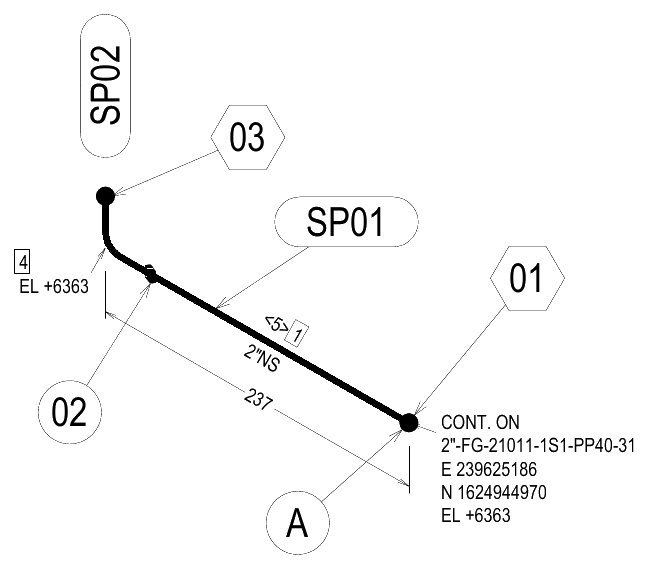 SP02
03
SP01
4
EL +6363
01
<5> 1
2"NS
237
02
CONT. ON
2"-FG-21011-1S1-PP40-31
E 239625186
N 1624944970
EL +6363
A